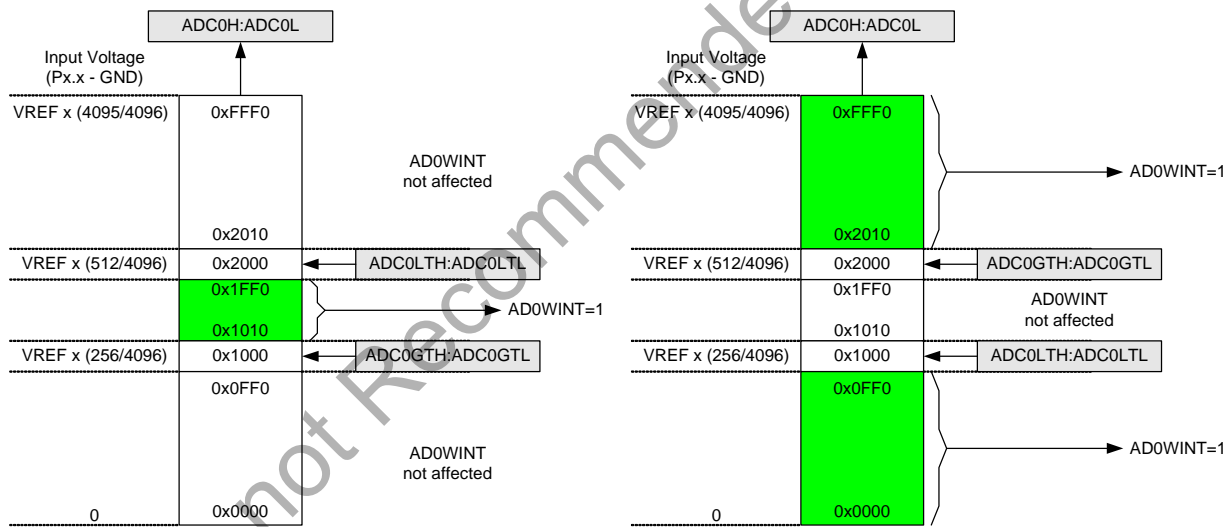 ADC0H:ADC0L
Input Voltage
(Px.x - GND)
VREF x (4095/4096)
0xFFF0
AD0WINT
not affected
0x2010
VREF x (512/4096)
0x2000
ADC0LTH:ADC0LTL
0x1FF0
AD0WINT=1
0x1010
VREF x (256/4096)
0x1000
ADC0GTH:ADC0GTL
0x0FF0
AD0WINT
not affected
0
0x0000
ADC0H:ADC0L
Input Voltage
(Px.x - GND)
VREF x (4095/4096)
0xFFF0
AD0WINT=1
0x2010
VREF x (512/4096)
0x2000
ADC0GTH:ADC0GTL
0x1FF0
AD0WINT
not affected
0x1010
VREF x (256/4096)
0x1000
ADC0LTH:ADC0LTL
0x0FF0
AD0WINT=1
0
0x0000
not Recommende